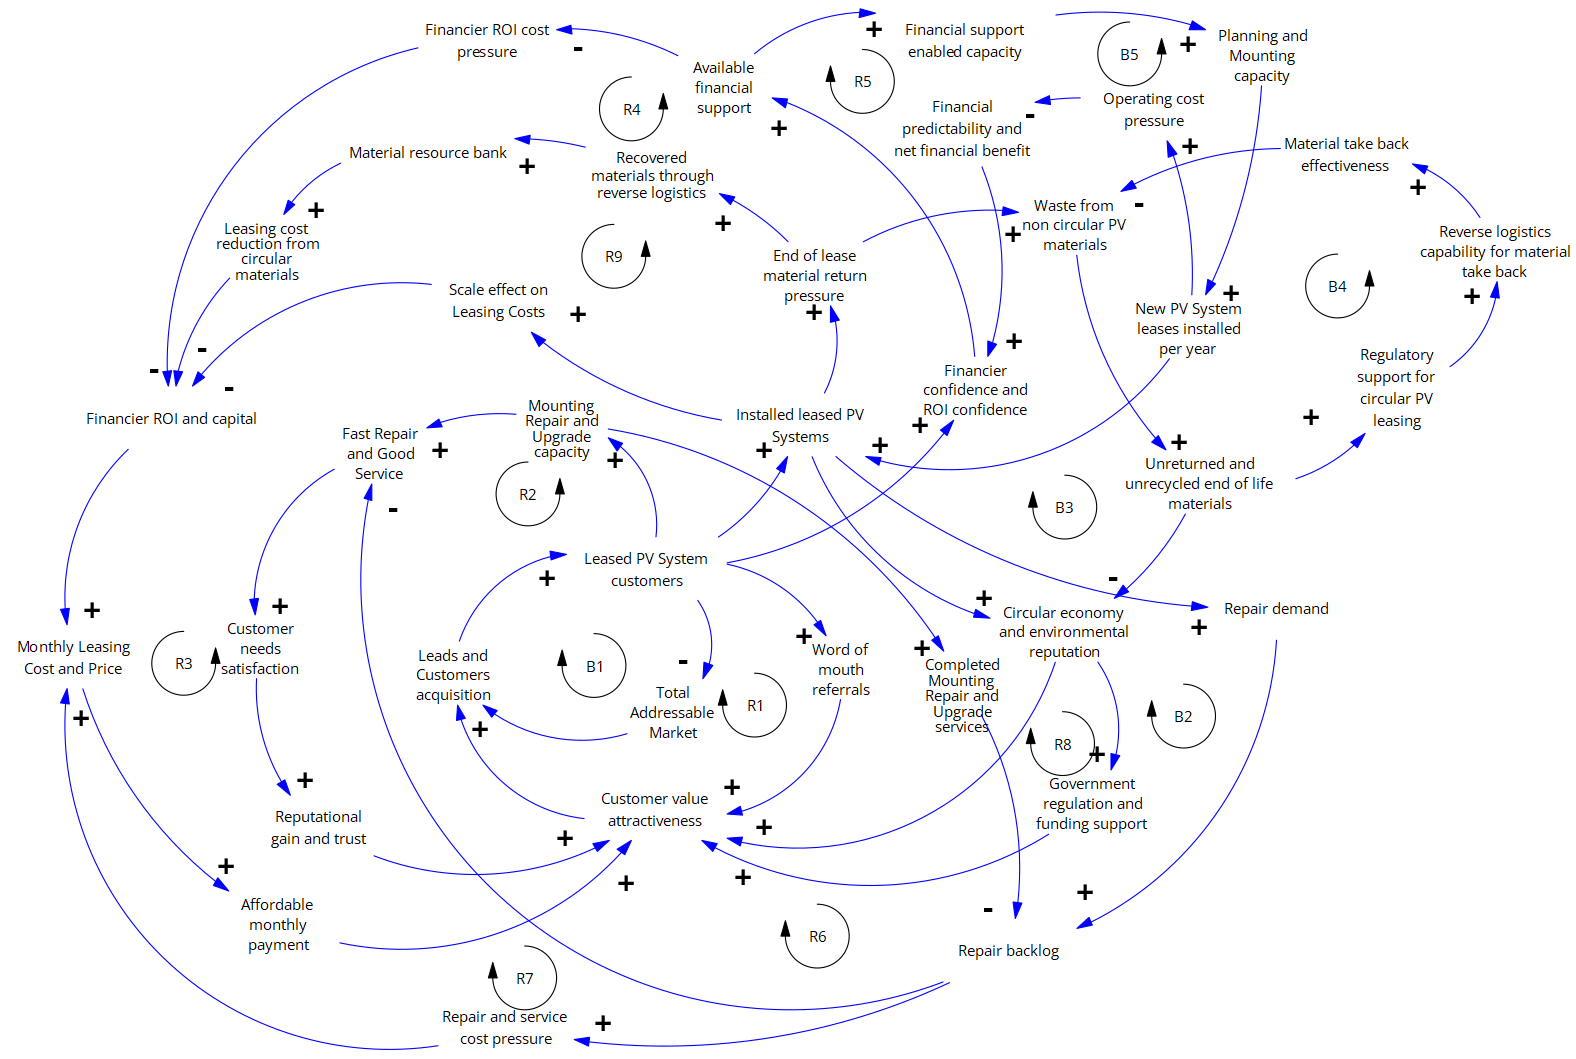 Financier ROI cost
pressure
-
Available
financial
support
+
+
Financial support
enabled capacity
R5
B5
+
Planning and
Mounting
capacity
R4
Material resource bank
+
Recovered
materials through
reverse logistics
+
Financial
predictability and
net financial benefit
-
Operating cost
pressure
+
Material take back
effectiveness
+
Leasing cost
reduction from
circular
materials
+
R9
End of lease
material return
pressure
+
Waste from
non circular PV
materials
-
+
Reverse logistics
capability for material
take back
+
Scale effect on
Leasing Costs
+
New PV System
leases installed
per year
+
B4
Regulatory
support for
circular PV
leasing
+
Financier ROI and capital
-
-
-
Financier
confidence and
ROI confidence
+
+
Fast Repair
and Good
Service
+
-
Mounting
Repair and
Upgrade
capacity
+
R2
Installed leased PV
Systems
+
+
Unreturned and
unrecycled end of life
materials
+
B3
Leased PV System
customers
+
Monthly Leasing
Cost and Price
+
+
R3
Customer
needs
satisfaction
+
Leads and
Customers
acquisition
+
B1
Total
Addressable
Market
-
R1
Word of
mouth
referrals
+
Completed
Mounting
Repair and
Upgrade
services
+
Circular economy
and environmental
reputation
+
-
Repair demand
+
B2
R8
Government
regulation and
funding support
+
Reputational
gain and trust
+
Customer value
attractiveness
+
+
+
+
+
Affordable
monthly
payment
+
R6
Repair backlog
-
+
R7
Repair and service
cost pressure
+